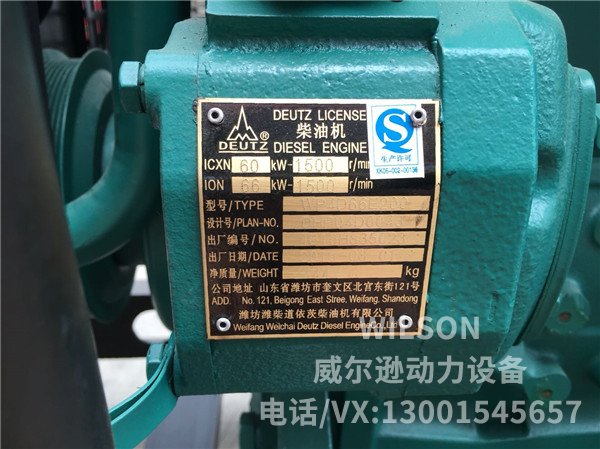 DEUTZ LICENSE
柴油机
DIESEL ENGINE
DEUTZ ®
ICXN 60 kW-1500 r/min
ION 66 kW-1500 r/min
型号/TYPE WP4D66E200
设计号/PLAN-NO.
出厂编号/NO.
出厂日期/DATE
净质量/WEIGHT kg
公司地址 山东省潍坊市奎文区北宫东街121号
ADD. No. 121, Beigong East Stree, Weifang, Shandong
潍坊潍柴道依茨柴油机有限公司
Weifang Weichai Deutz Diesel Engine Co., Ltd
生产许可
XK06-002-00136
WILSON
威尔逊动力设备
电话/VX:13001545657